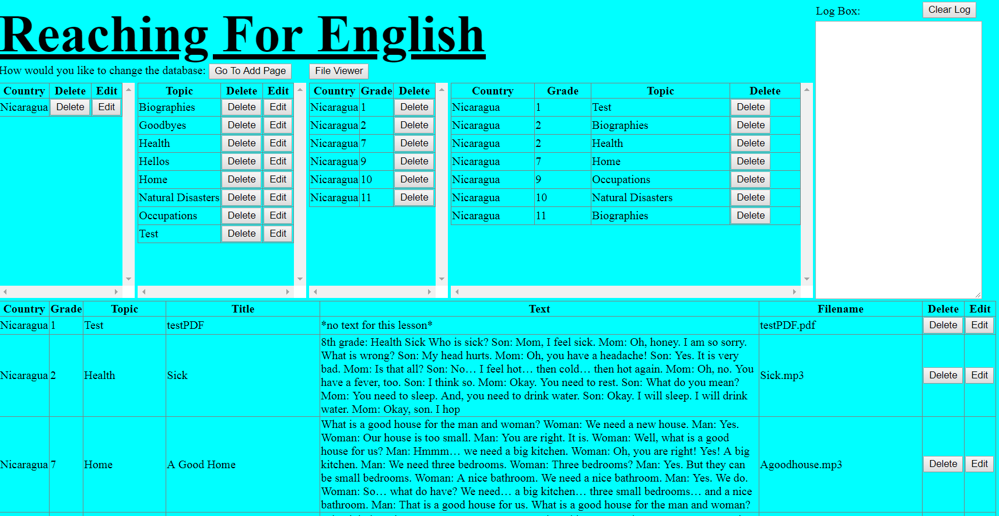 Reaching For English
Log Box:
Clear Log
How would you like to change the database: Go To Add Page File Viewer
Country Delete Edit
Nicaragua Delete Edit
Topic Delete Edit
Biographies Delete Edit
Goodbyes Delete Edit
Health Delete Edit
Hellos Delete Edit
Home Delete Edit
Natural Disasters Delete Edit
Occupations Delete Edit
Test Delete Edit
Country Grade Delete
Nicaragua 1 Delete
Nicaragua 2 Delete
Nicaragua 7 Delete
Nicaragua 9 Delete
Nicaragua 10 Delete
Nicaragua 11 Delete
Country Grade Topic Delete
Nicaragua 1 Test Delete
Nicaragua 2 Biographies Delete
Nicaragua 2 Health Delete
Nicaragua 7 Home Delete
Nicaragua 9 Occupations Delete
Nicaragua 10 Natural Disasters Delete
Nicaragua 11 Biographies Delete
Country Grade Topic Title Text Filename Delete Edit
Nicaragua 1 Test testPDF *no text for this lesson* testPDF.pdf Delete Edit
Nicaragua 2 Health Sick
8th grade: Health Sick Who is sick? Son: Mom, I feel sick. Mom: Oh, honey. I am so sorry.
What is wrong? Son: My head hurts. Mom: Oh, you have a headache! Son: Yes. It is very
bad. Mom: Is that all? Son: No… I feel hot… then cold… then hot again. Mom: Oh, no. You
have a fever, too. Son: I think so. Mom: Okay. You need to rest. Son: What do you mean?
Mom: You need to sleep. And, you need to drink water. Son: Okay. I will sleep. I will drink
water. Mom: Okay, son. I hop
Sick.mp3 Delete Edit
Nicaragua 7 Home A Good Home
What is a good house for the man and woman? Woman: We need a new house. Man: Yes.
Woman: Our house is too small. Man: You are right. It is. Woman: Well, what is a good
house for us? Man: Hmmm… we need a big kitchen. Woman: Oh, you are right! Yes! A big
kitchen. Man: We need three bedrooms. Woman: Three bedrooms? Man: Yes. But they can
be small bedrooms. Woman: A nice bathroom. We need a nice bathroom. Man: Yes. We do.
Woman: So… what do have? We need… a big kitchen… three small bedrooms… and a nice
bathroom. Man: That is a good house for us. What is a good house for the man and woman?
Agoodhouse.mp3 Delete Edit